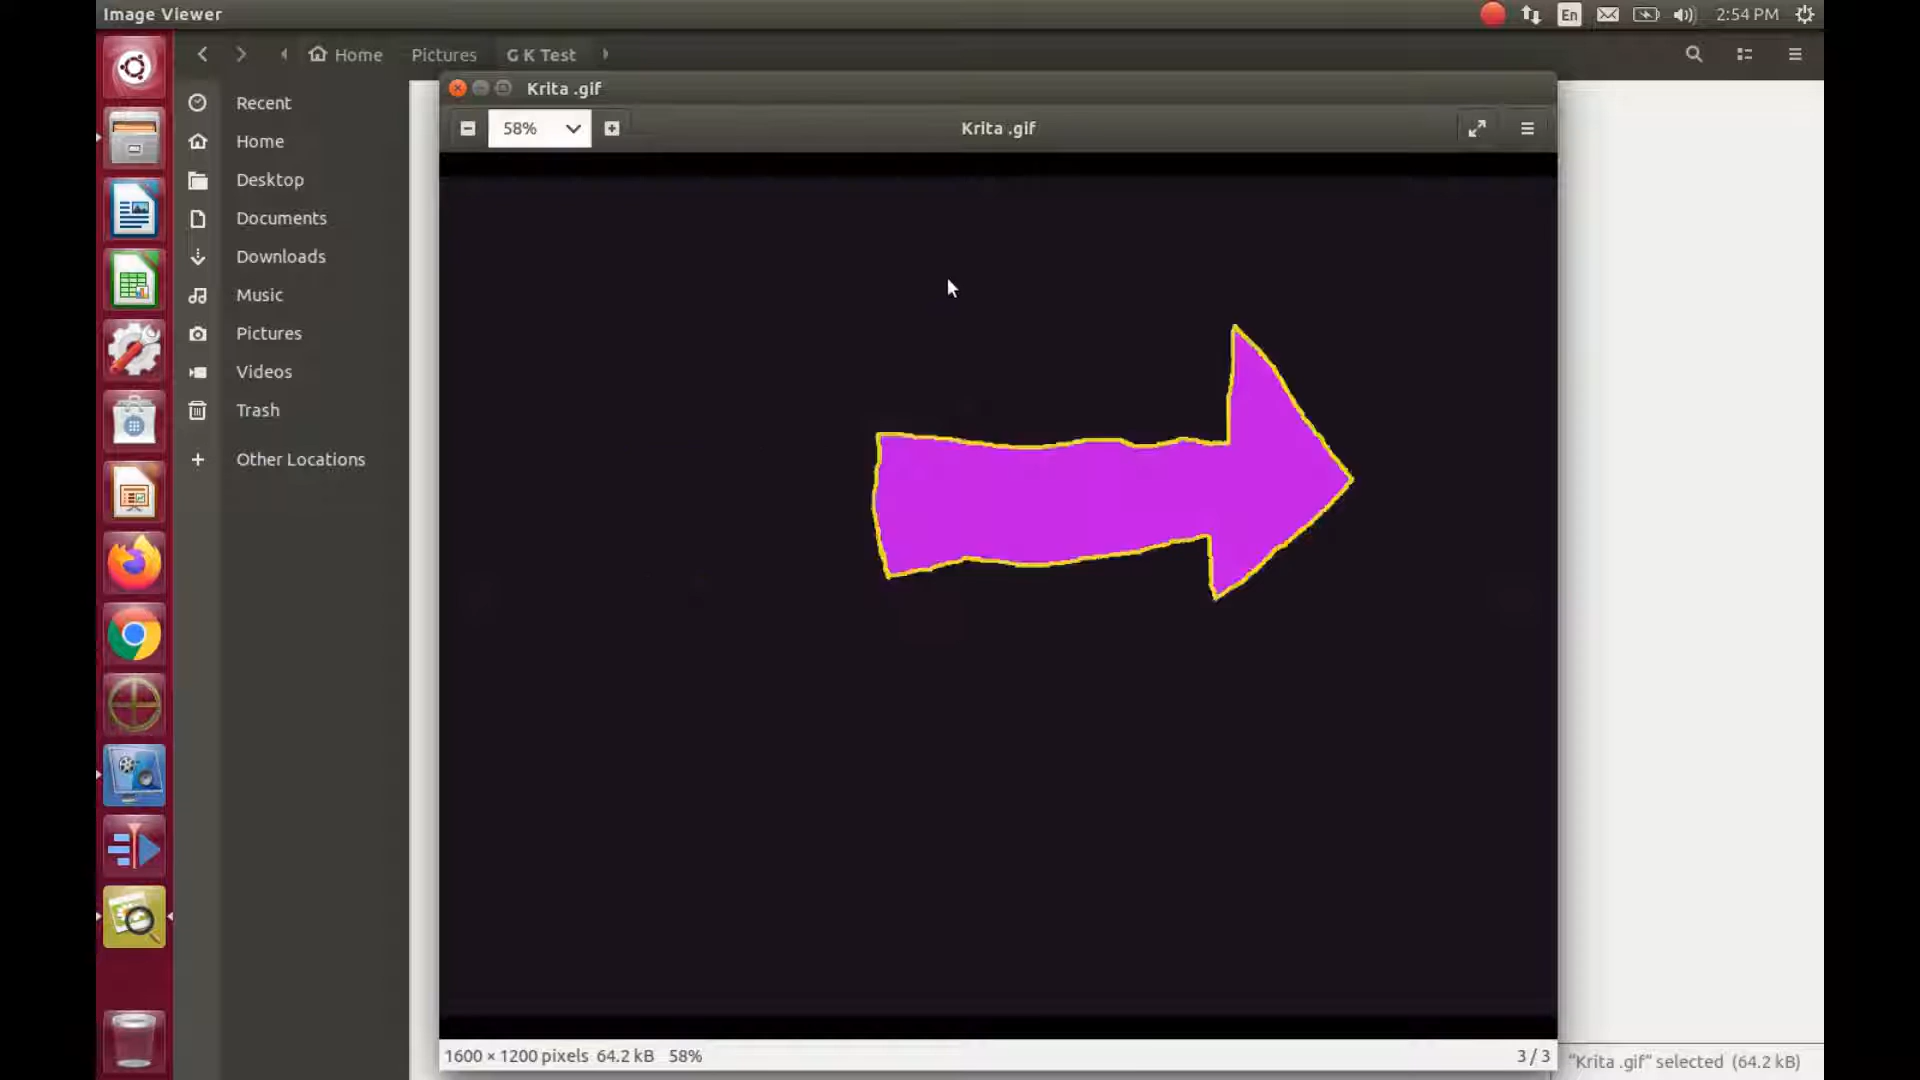 Image Viewer
En
2:54 PM
Home
Pictures
G K Test
Recent
Home
Desktop
Documents
Downloads
Music
Pictures
Videos
Trash
Other Locations
Krita .gif
58%
Krita .gif
1600 × 1200 pixels 64.2 kB 58%
3 / 3
“Krita .gif” selected (64.2 kB)